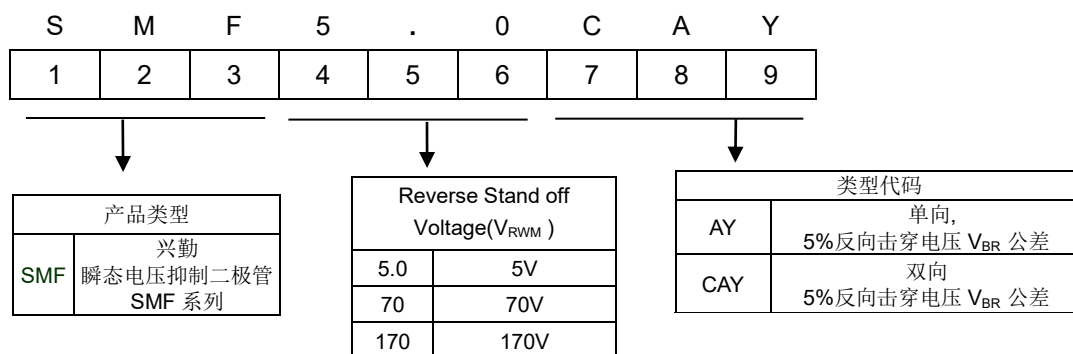 S M F 5 . 0 C A Y
1 2 3 4 5 6 7 8 9
产品类型
SMF
兴勤
瞬态电压抑制二极管
SMF 系列
Reverse Stand off
Voltage(VRWM )
5.0 5V
70 70V
170 170V
类型代码
AY
单向,
5%反向击穿电压 VBR 公差
CAY
双向
5%反向击穿电压 VBR 公差